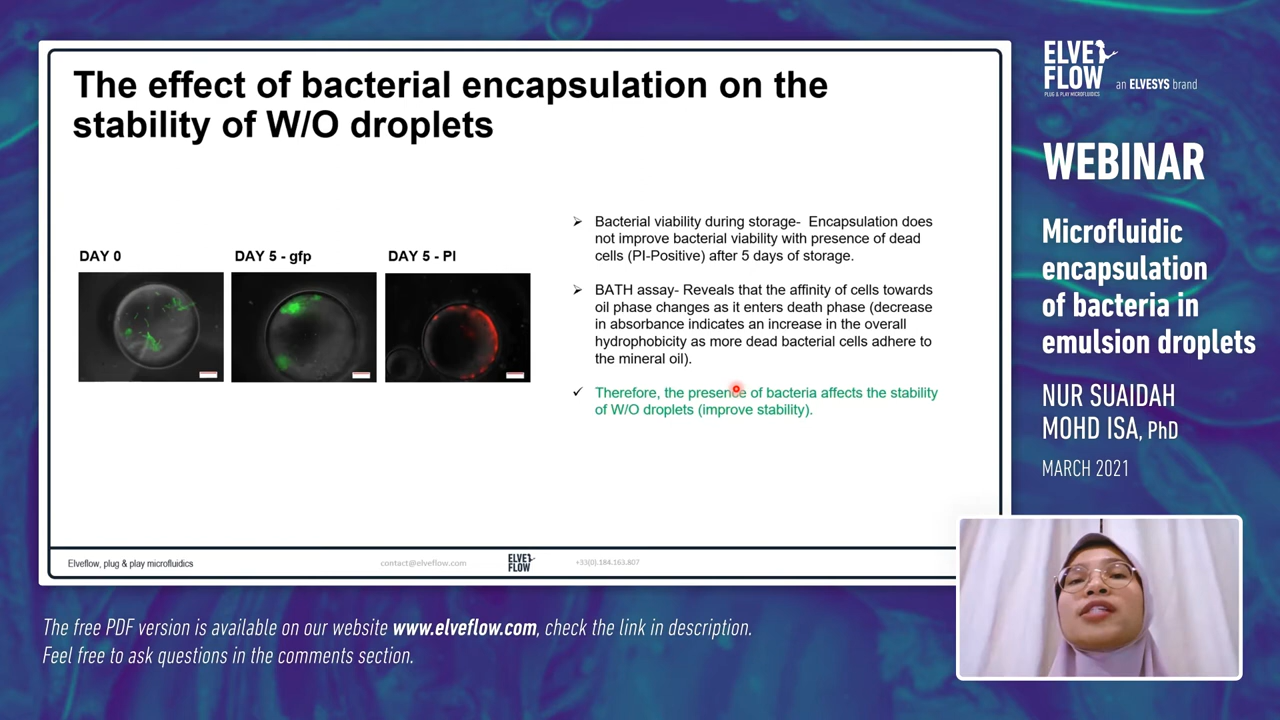 The effect of bacterial encapsulation on the
stability of W/O droplets
DAY 0
DAY 5 - gfp
DAY 5 - PI
➢ Bacterial viability during storage- Encapsulation does
not improve bacterial viability with presence of dead
cells (PI-Positive) after 5 days of storage.
➢ BATH assay- Reveals that the affinity of cells towards
oil phase changes as it enters death phase (decrease
in absorbance indicates an increase in the overall
hydrophobicity as more dead bacterial cells adhere to
the mineral oil).
✓ Therefore, the presence of bacteria affects the stability
of W/O droplets (improve stability).
Elveflow, plug & play microfluidics
contact@elveflow.com
ELVE
FLOW
+33(0).184.163.807
ELVE
FLOW
PLUG & PLAY MICROFLUIDICS
an ELVESYS brand
WEBINAR
Microfluidic
encapsulation
of bacteria in
emulsion droplets
NUR SUAIDAH
MOHD ISA, PhD
MARCH 2021
The free PDF version is available on our website www.elveflow.com, check the link in description.
Feel free to ask questions in the comments section.